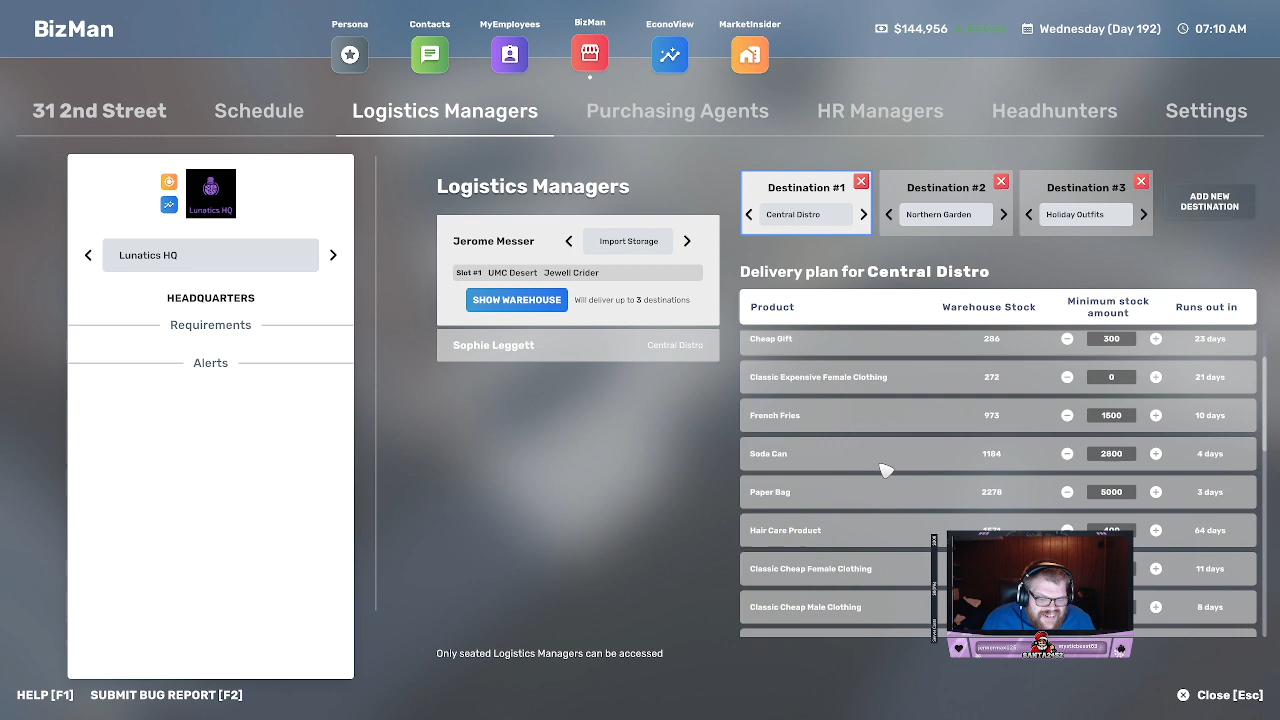 BizMan
Persona
Contacts
MyEmployees
BizMan
EconoView
MarketInsider
$144,956
Wednesday (Day 192)
07:10 AM
31 2nd Street
Schedule
Logistics Managers
Purchasing Agents
HR Managers
Headhunters
Settings
Lunatics HQ
Lunatics HQ
HEADQUARTERS
Requirements
Alerts
Logistics Managers
Jerome Messer
Import Storage
Slot #1 UMC Desert Jewell Crider
SHOW WAREHOUSE
Will deliver up to 3 destinations
Sophie Leggett
Central Distro
Only seated Logistics Managers can be accessed
Destination #1
Central Distro
Destination #2
Northern Garden
Destination #3
Holiday Outfits
ADD NEW
DESTINATION
Delivery plan for Central Distro
Product Warehouse Stock Minimum stock amount Runs out in
Cheap Gift 286 300 23 days
Classic Expensive Female Clothing 272 0 21 days
French Fries 973 1500 10 days
Soda Can 1184 2800 4 days
Paper Bag 2278 5000 3 days
Hair Care Product 64 days
Classic Cheap Female Clothing 11 days
Classic Cheap Male Clothing 8 days
SANTA2452
HELP [F1]
SUBMIT BUG REPORT [F2]
Close [Esc]